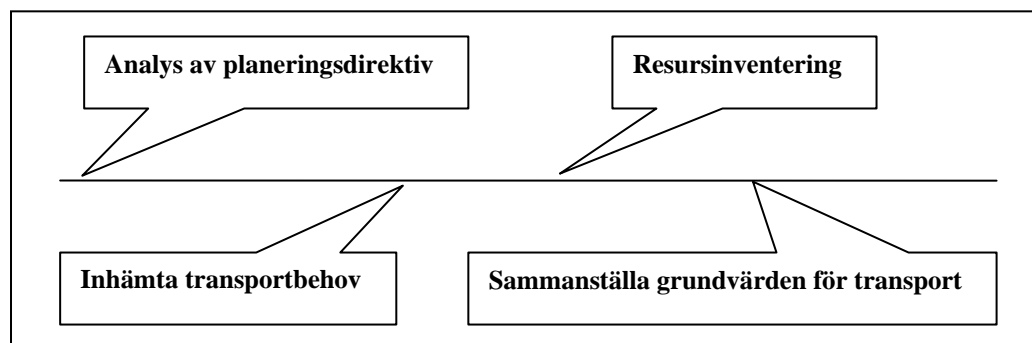 Analys av planeringsdirektiv
Resursinventering
Inhämta transportbehov
Sammanställa grundvärden för transport